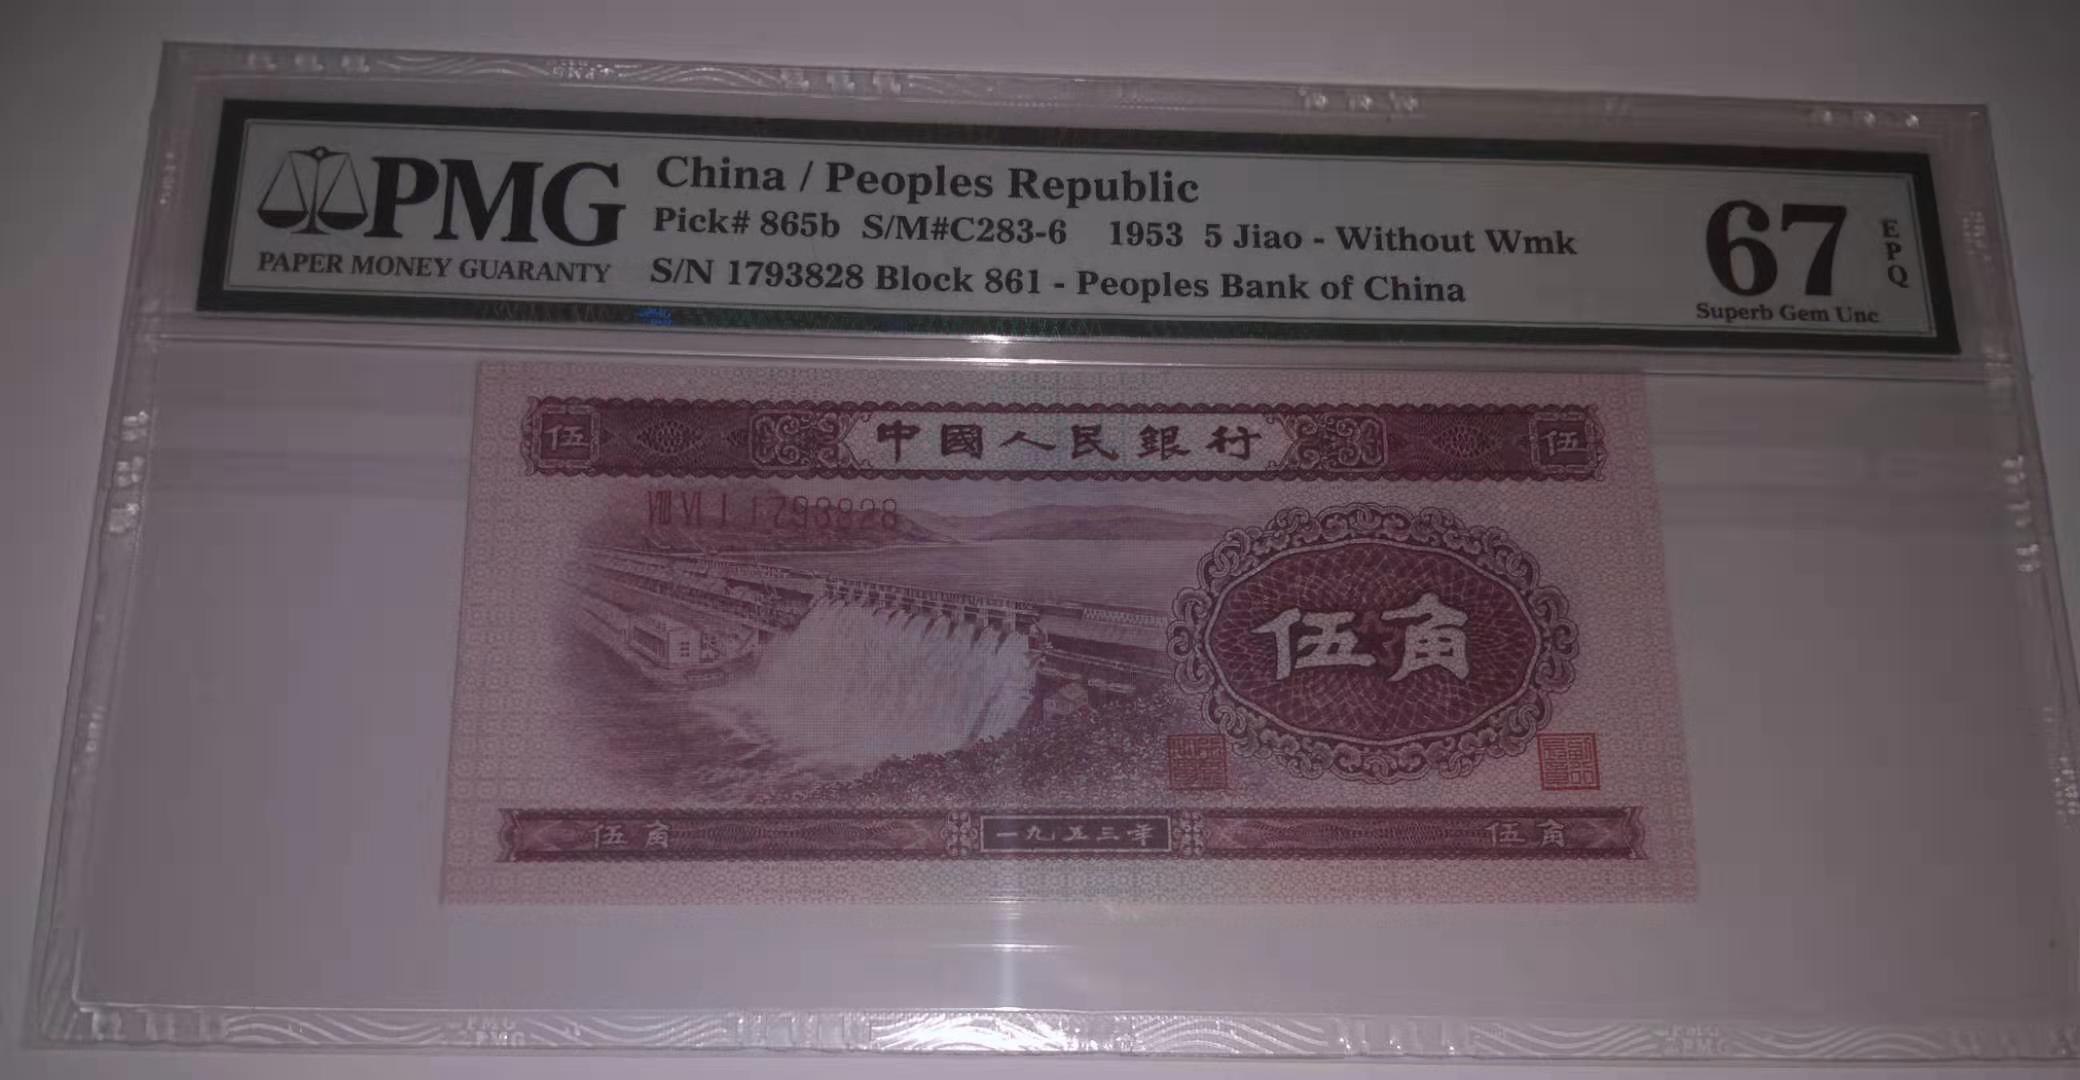 PMG
PAPER MONEY GUARANTY
China / Peoples Republic
Pick# 865b S/M#C283-6 1953 5 Jiao - Without Wmk
S/N 1793828 Block 861 - Peoples Bank of China
67
EPQ
Superb Gem Unc
伍 中國人民銀行 伍
VIII VI I 1793828
伍角
伍角 一九五三年 伍角